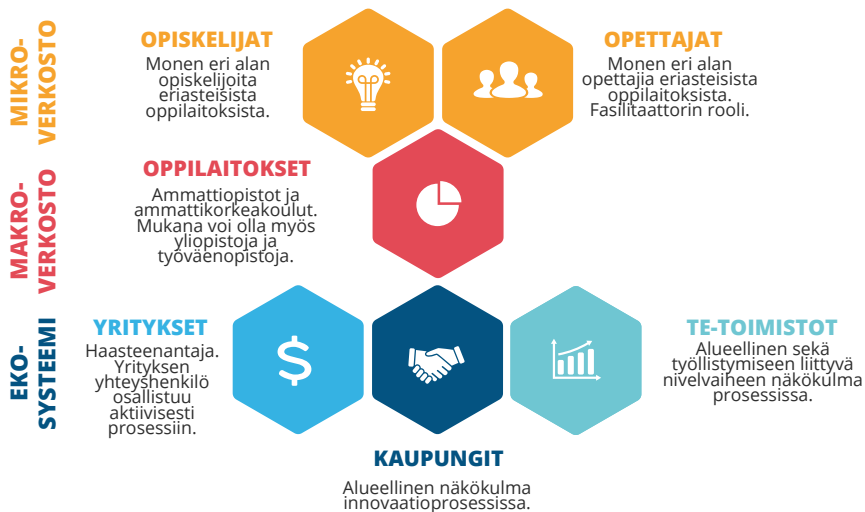 MIKRO-
VERKOSTO
OPISKELIJAT
Monen eri alan
opiskelijoita
eriasteisista
oppilaitoksista.
OPETTAJAT
Monen eri alan
opettajia eriasteisista
oppilaitoksista.
Fasilitaattorin rooli.
MAKRO-
VERKOSTO
OPPILAITOKSET
Ammattiopistot ja
ammattikorkeakoulut.
Mukana voi olla myös
yliopistoja ja
työväenopistoja.
EKO-
SYSTEEMI
YRITYKSET
Haasteenantaja.
Yrityksen
yhteyshenkilö
osallistuu
aktiivisesti
prosessiin.
$
TE-TOIMISTOT
Alueellinen sekä
työllistymiseen liittyvä
nivelvaiheen näkökulma
prosessissa.
KAUPUNGIT
Alueellinen näkökulma
innovaatioprosessissa.